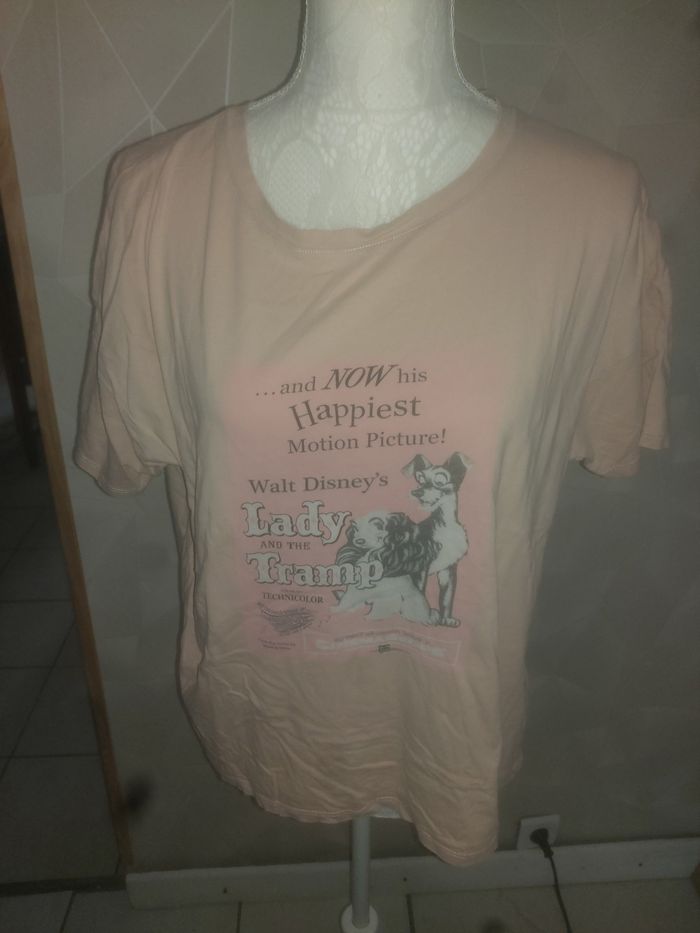 ...and NOW his
Happiest
Motion Picture!
Walt Disney's
Lady
AND THE
Tramp
TECHNICOLOR